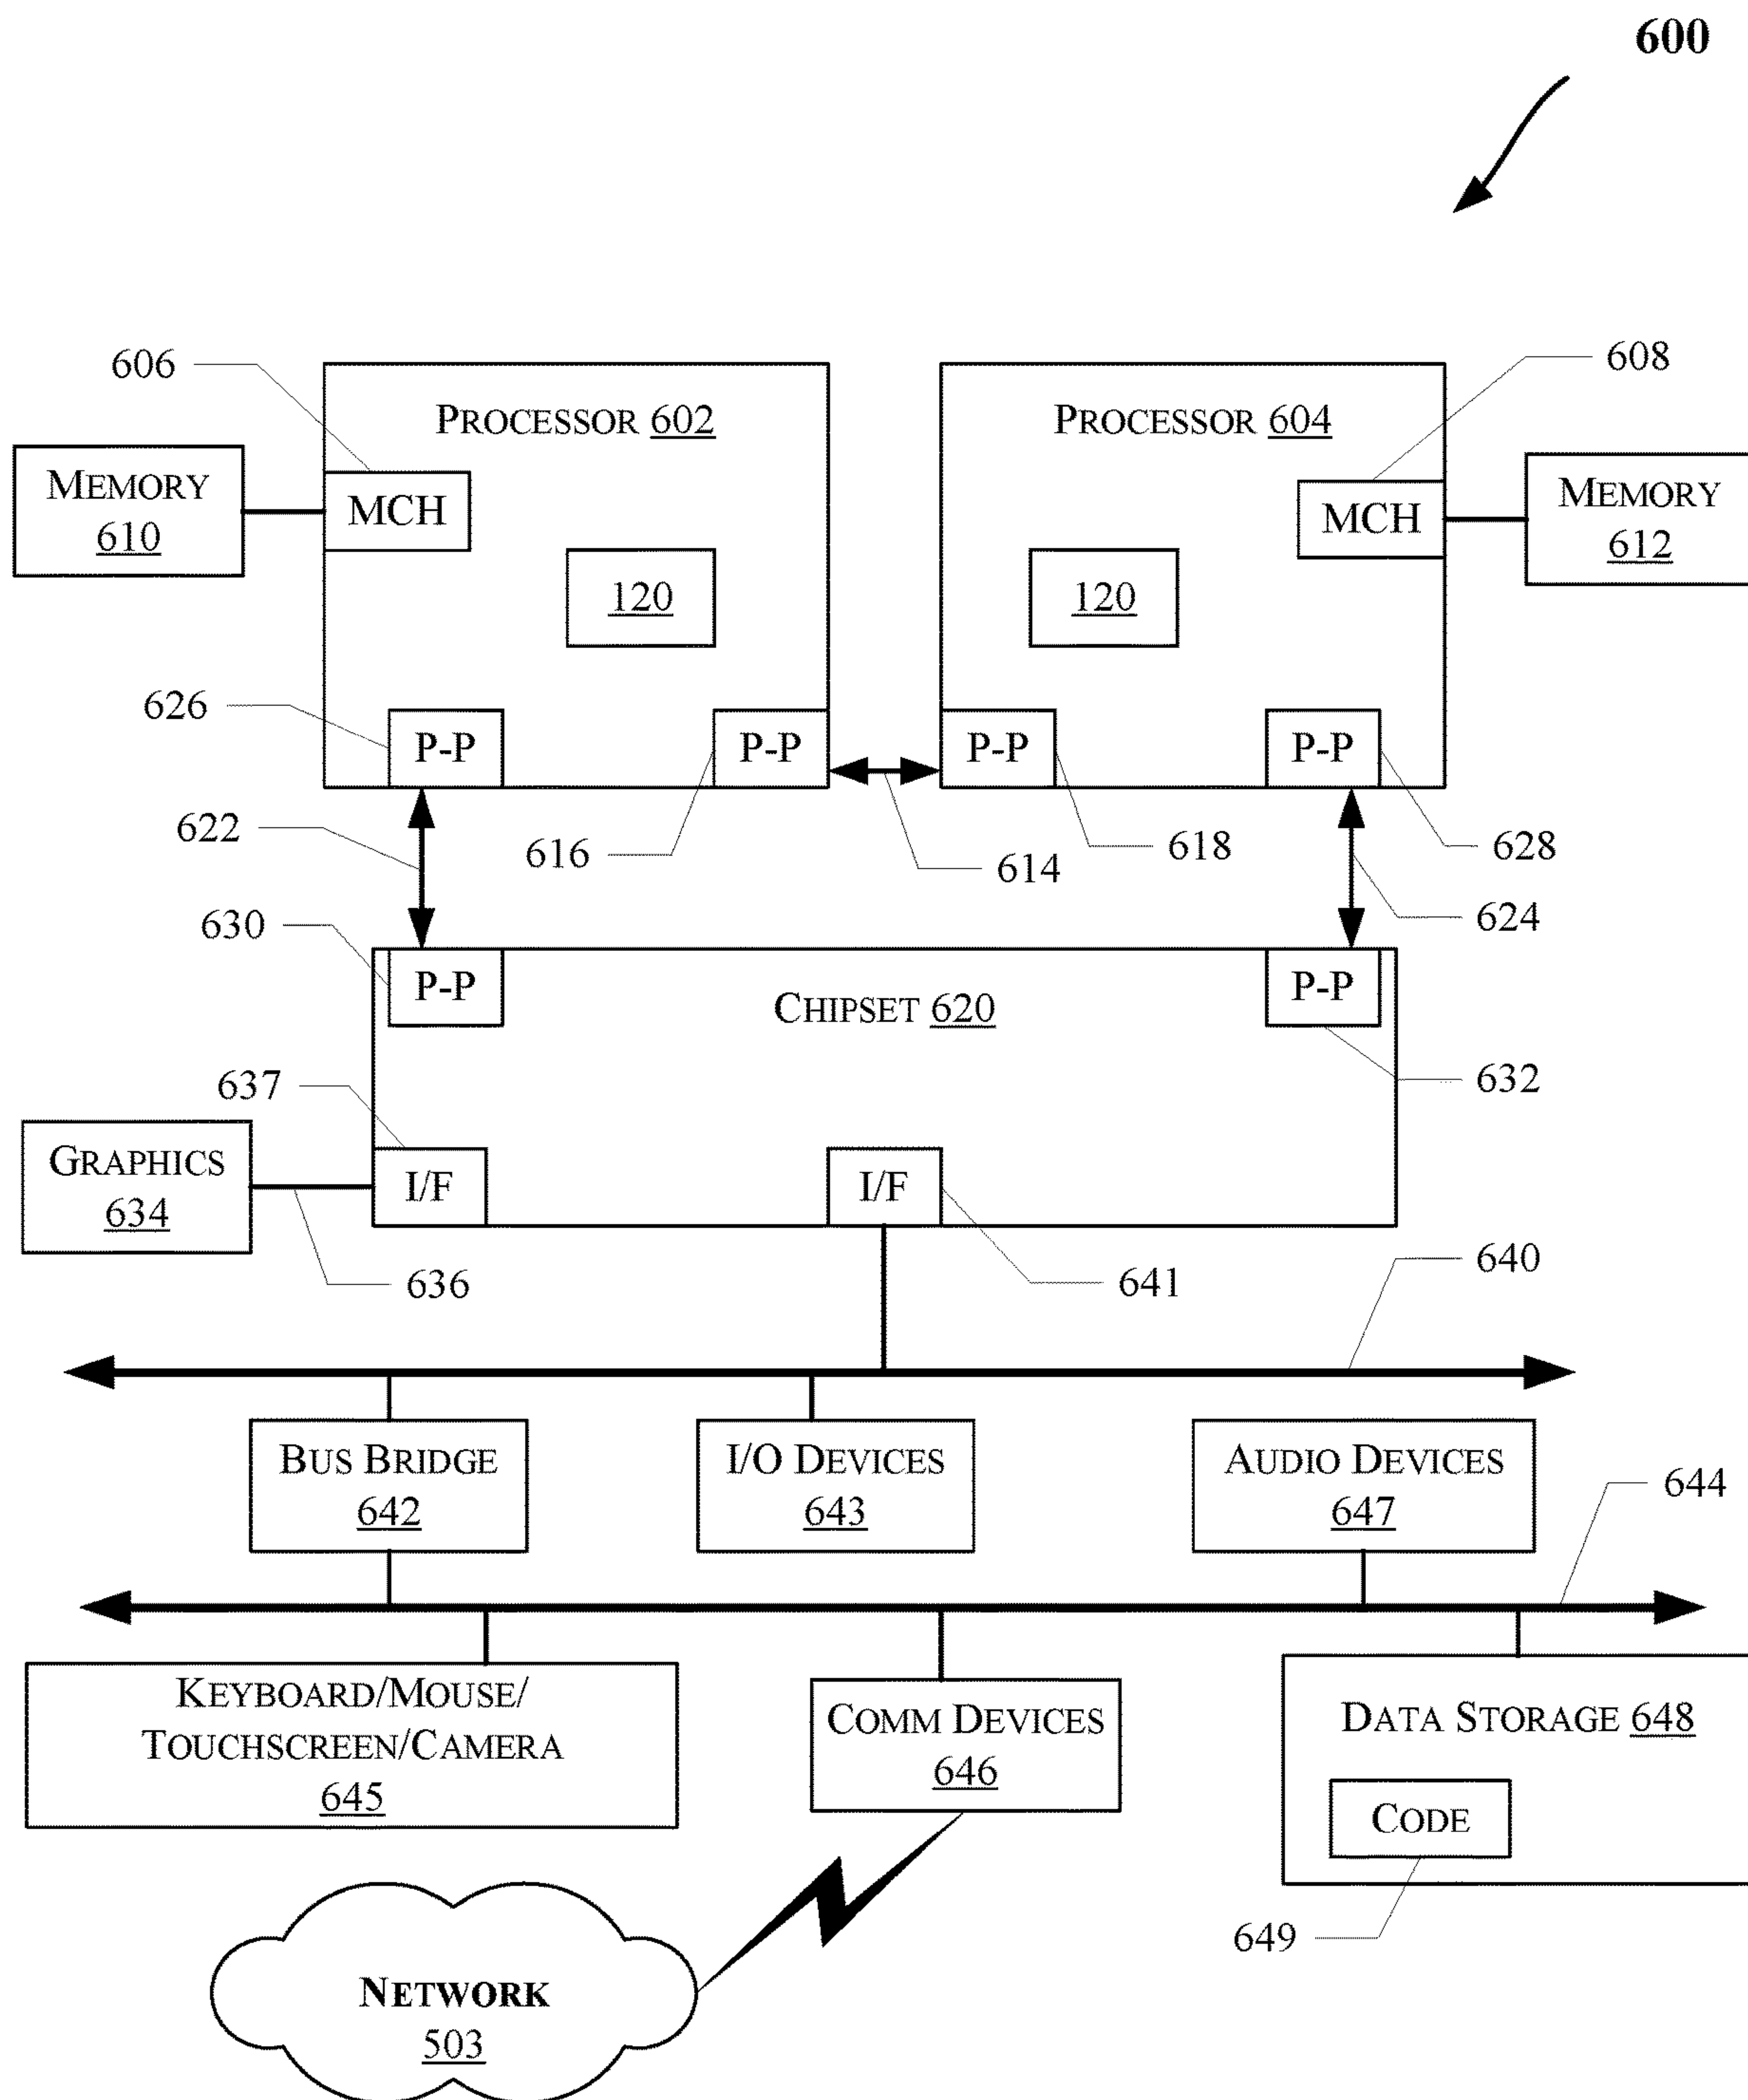 600
606
608
PROCESSOR 602
PROCESSOR 604
MEMORY
610
MCH
MCH
MEMORY
612
120
120
626
P-P
P-P
P-P
P-P
622
616
614
618
628
624
630
P-P
CHIPSET 620
P-P
637
632
GRAPHICS
634
I/F
I/F
636
641
640
BUS BRIDGE
642
I/O DEVICES
643
AUDIO DEVICES
647
644
KEYBOARD/MOUSE/
TOUCHSCREEN/CAMERA
645
COMM DEVICES
646
DATA STORAGE 648
CODE
649
NETWORK
503